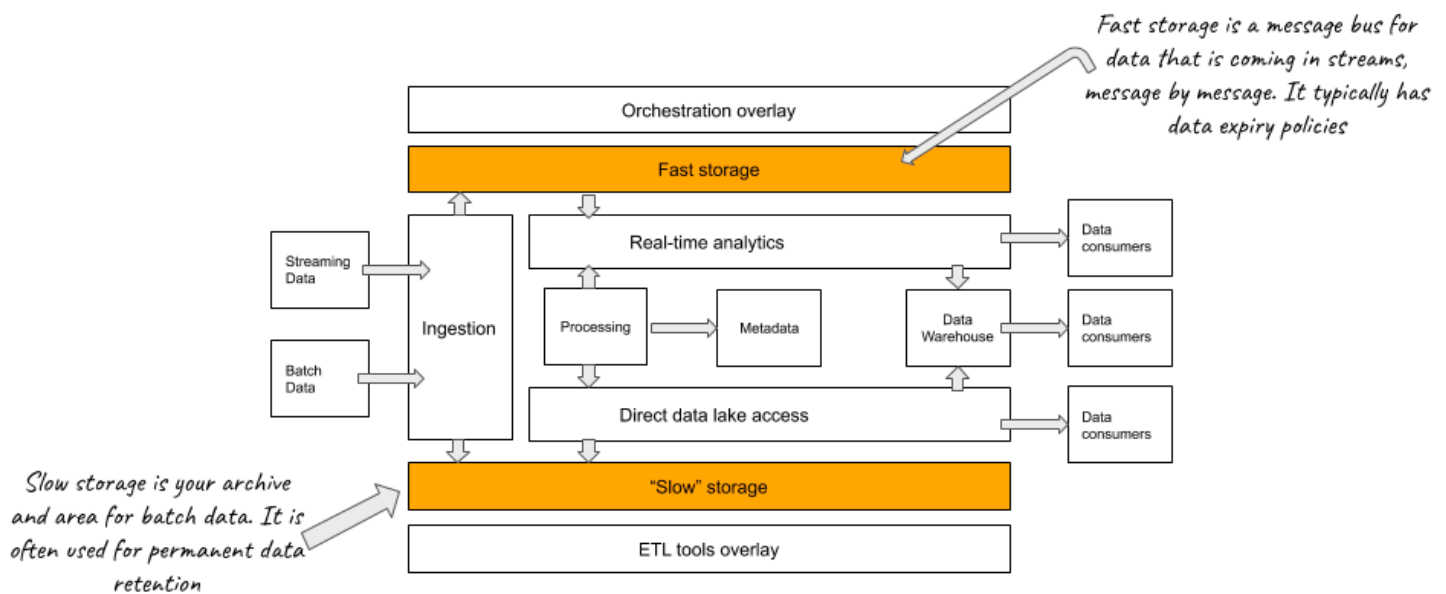 Fast storage is a message bus for
data that is coming in streams,
message by message. It typically has
data expiry policies
Orchestration overlay
Fast storage
Real-time analytics
Data
consumers
Streaming
Data
Ingestion
Processing
Metadata
Data
Warehouse
Data
consumers
Batch
Data
Direct data lake access
Data
consumers
Slow storage is your archive
and area for batch data. It is
often used for permanent data
retention
“Slow” storage
ETL tools overlay